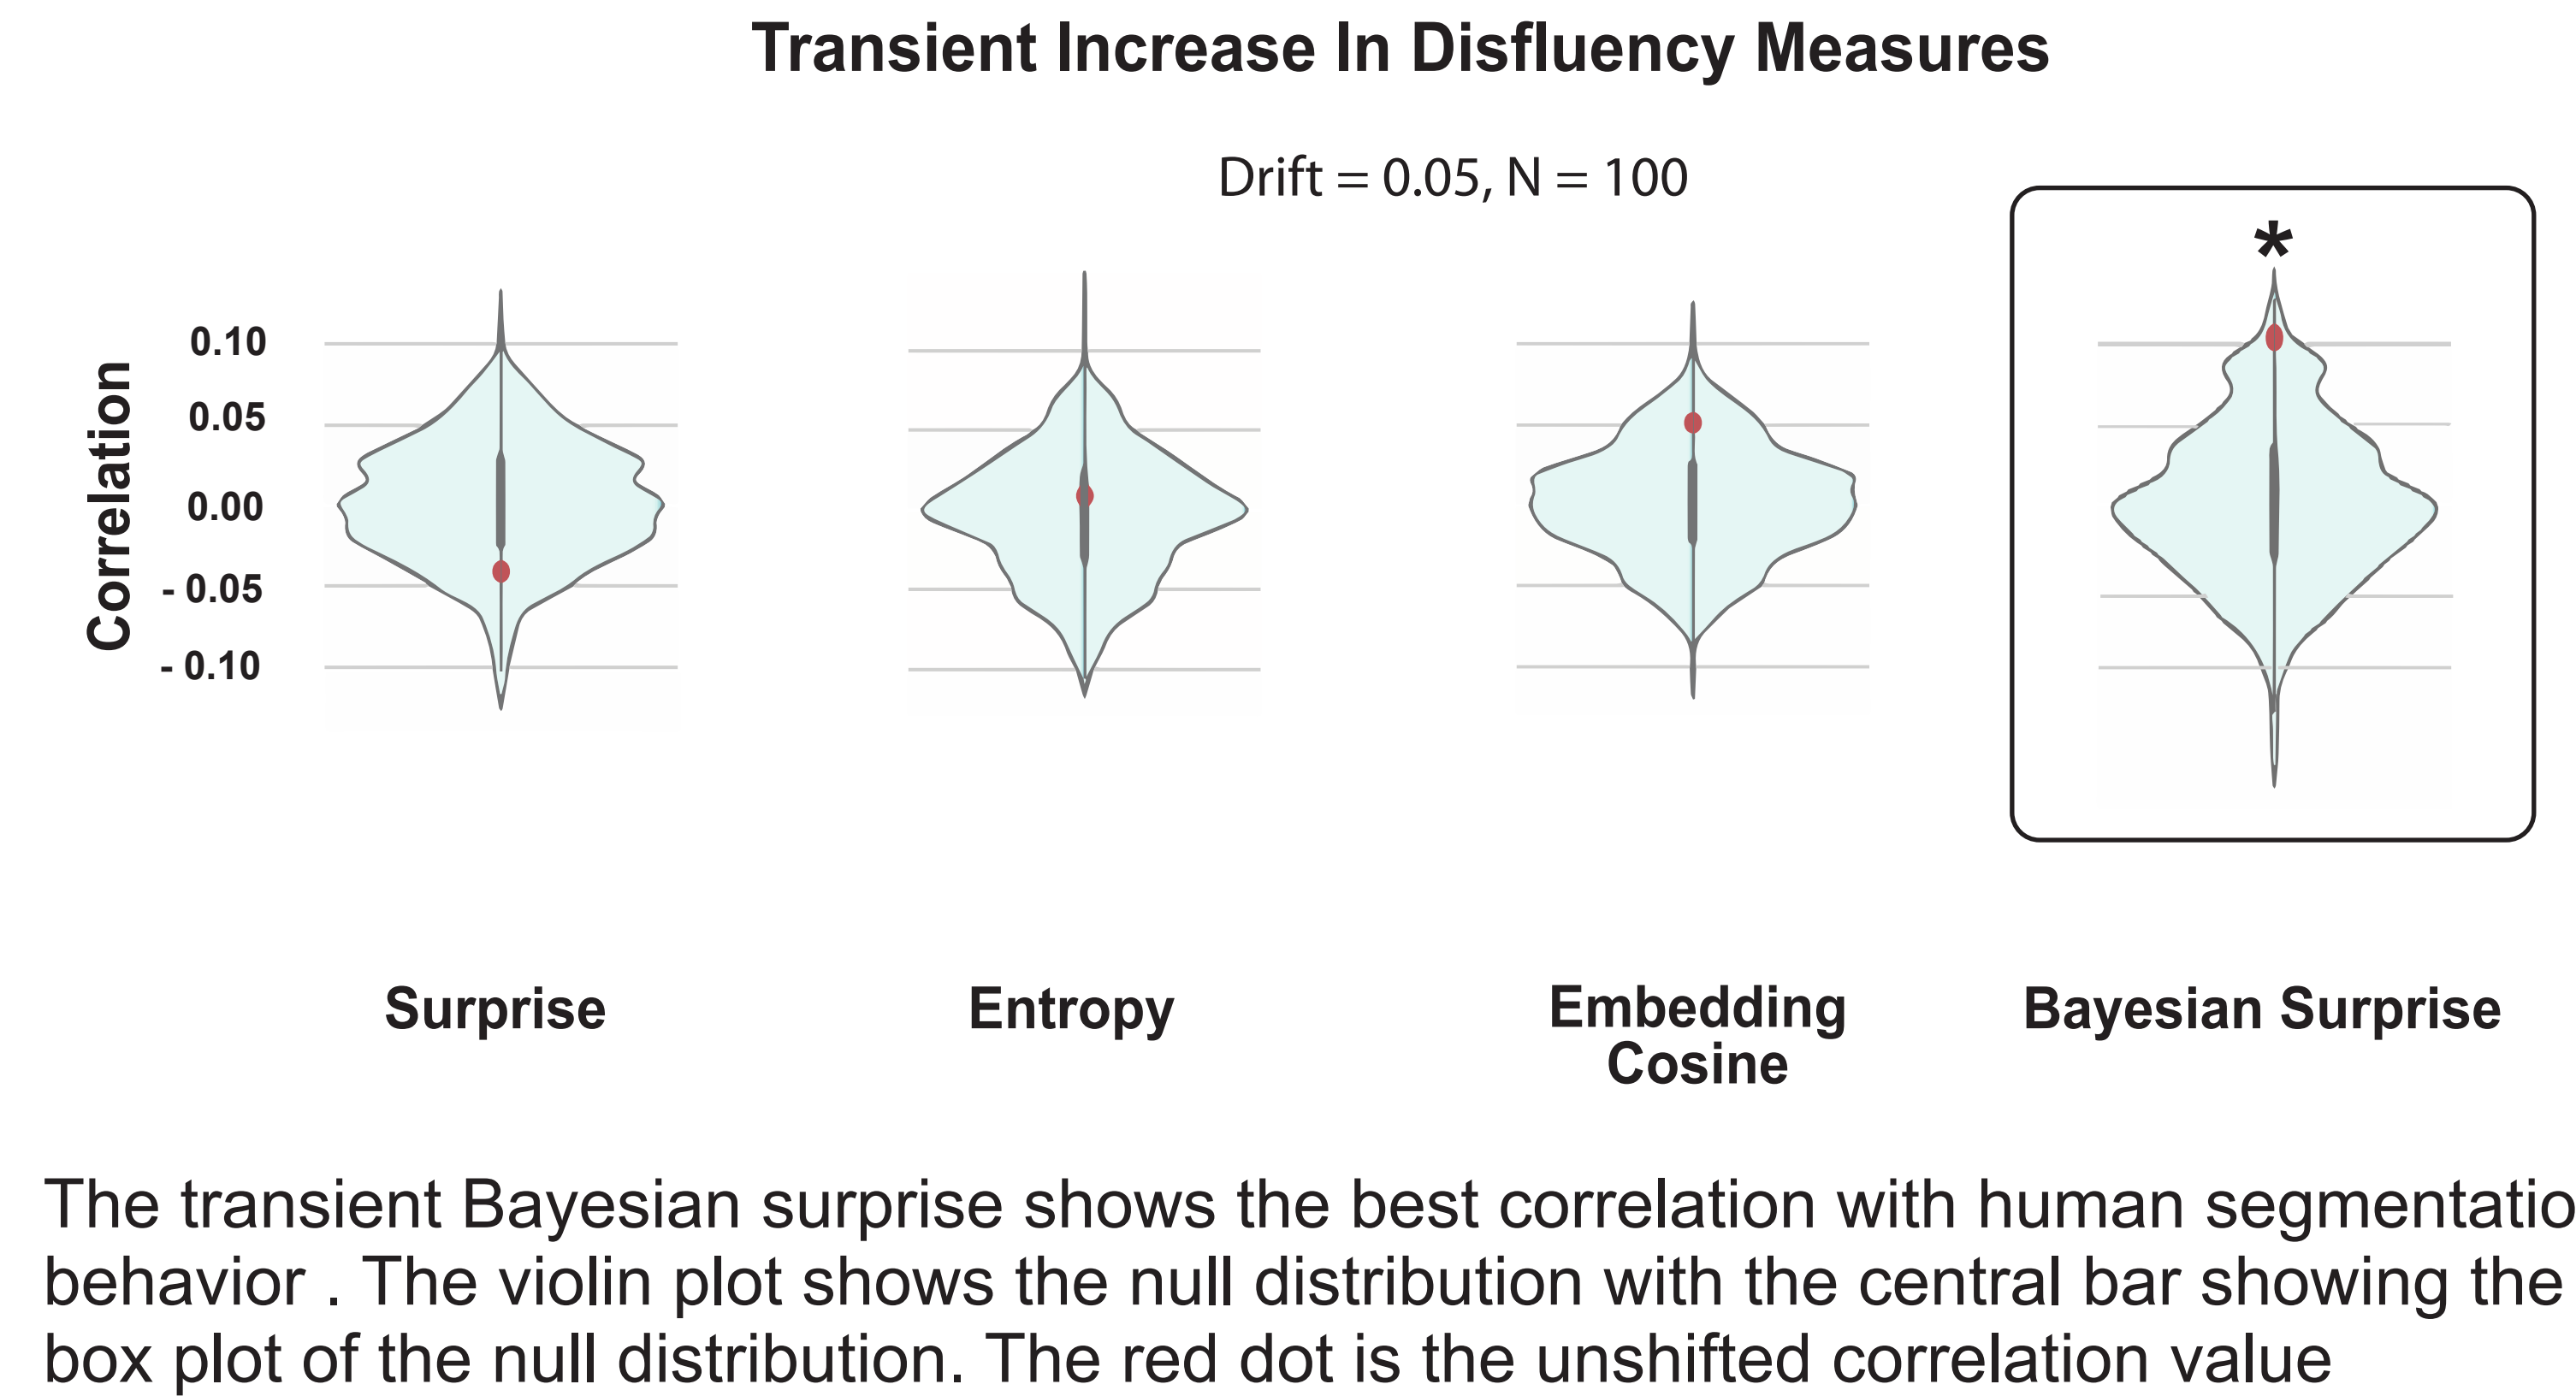 Transient Increase In Disfluency Measures
Drift = 0.05, N = 100
*
Correlation
0.10
0.05
0.00
- 0.05
- 0.10
Surprise
Entropy
Embedding
Cosine
Bayesian Surprise
The transient Bayesian surprise shows the best correlation with human segmentatio
behavior . The violin plot shows the null distribution with the central bar showing the
box plot of the null distribution. The red dot is the unshifted correlation value